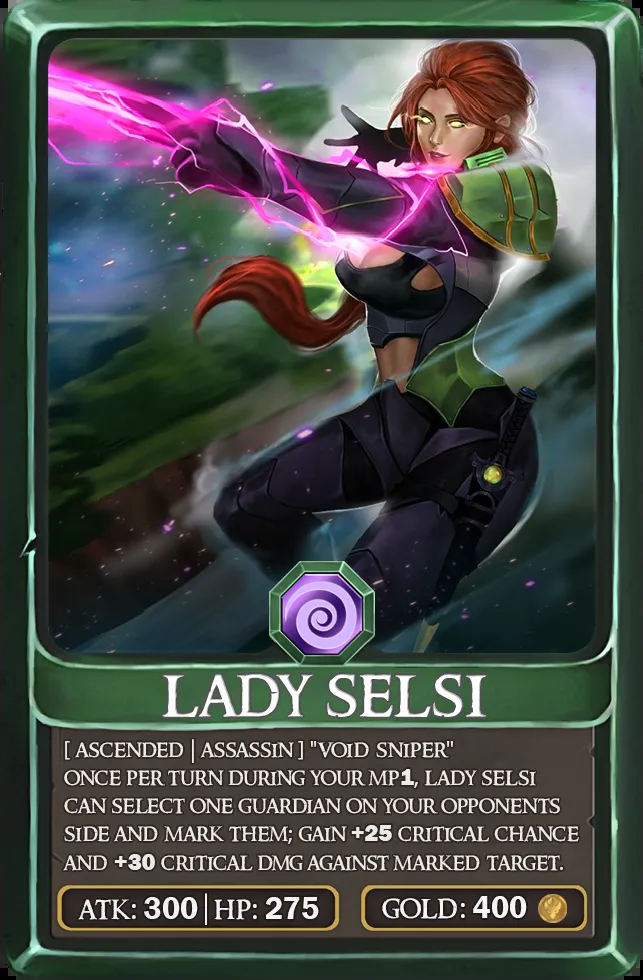 LADY SELSI
[ ASCENDED | ASSASSIN ] "VOID SNIPER"
ONCE PER TURN DURING YOUR MP1, LADY SELSI
CAN SELECT ONE GUARDIAN ON YOUR OPPONENTS
SIDE AND MARK THEM; GAIN +25 CRITICAL CHANCE
AND +30 CRITICAL DMG AGAINST MARKED TARGET.
ATK: 300 | HP: 275 GOLD: 400